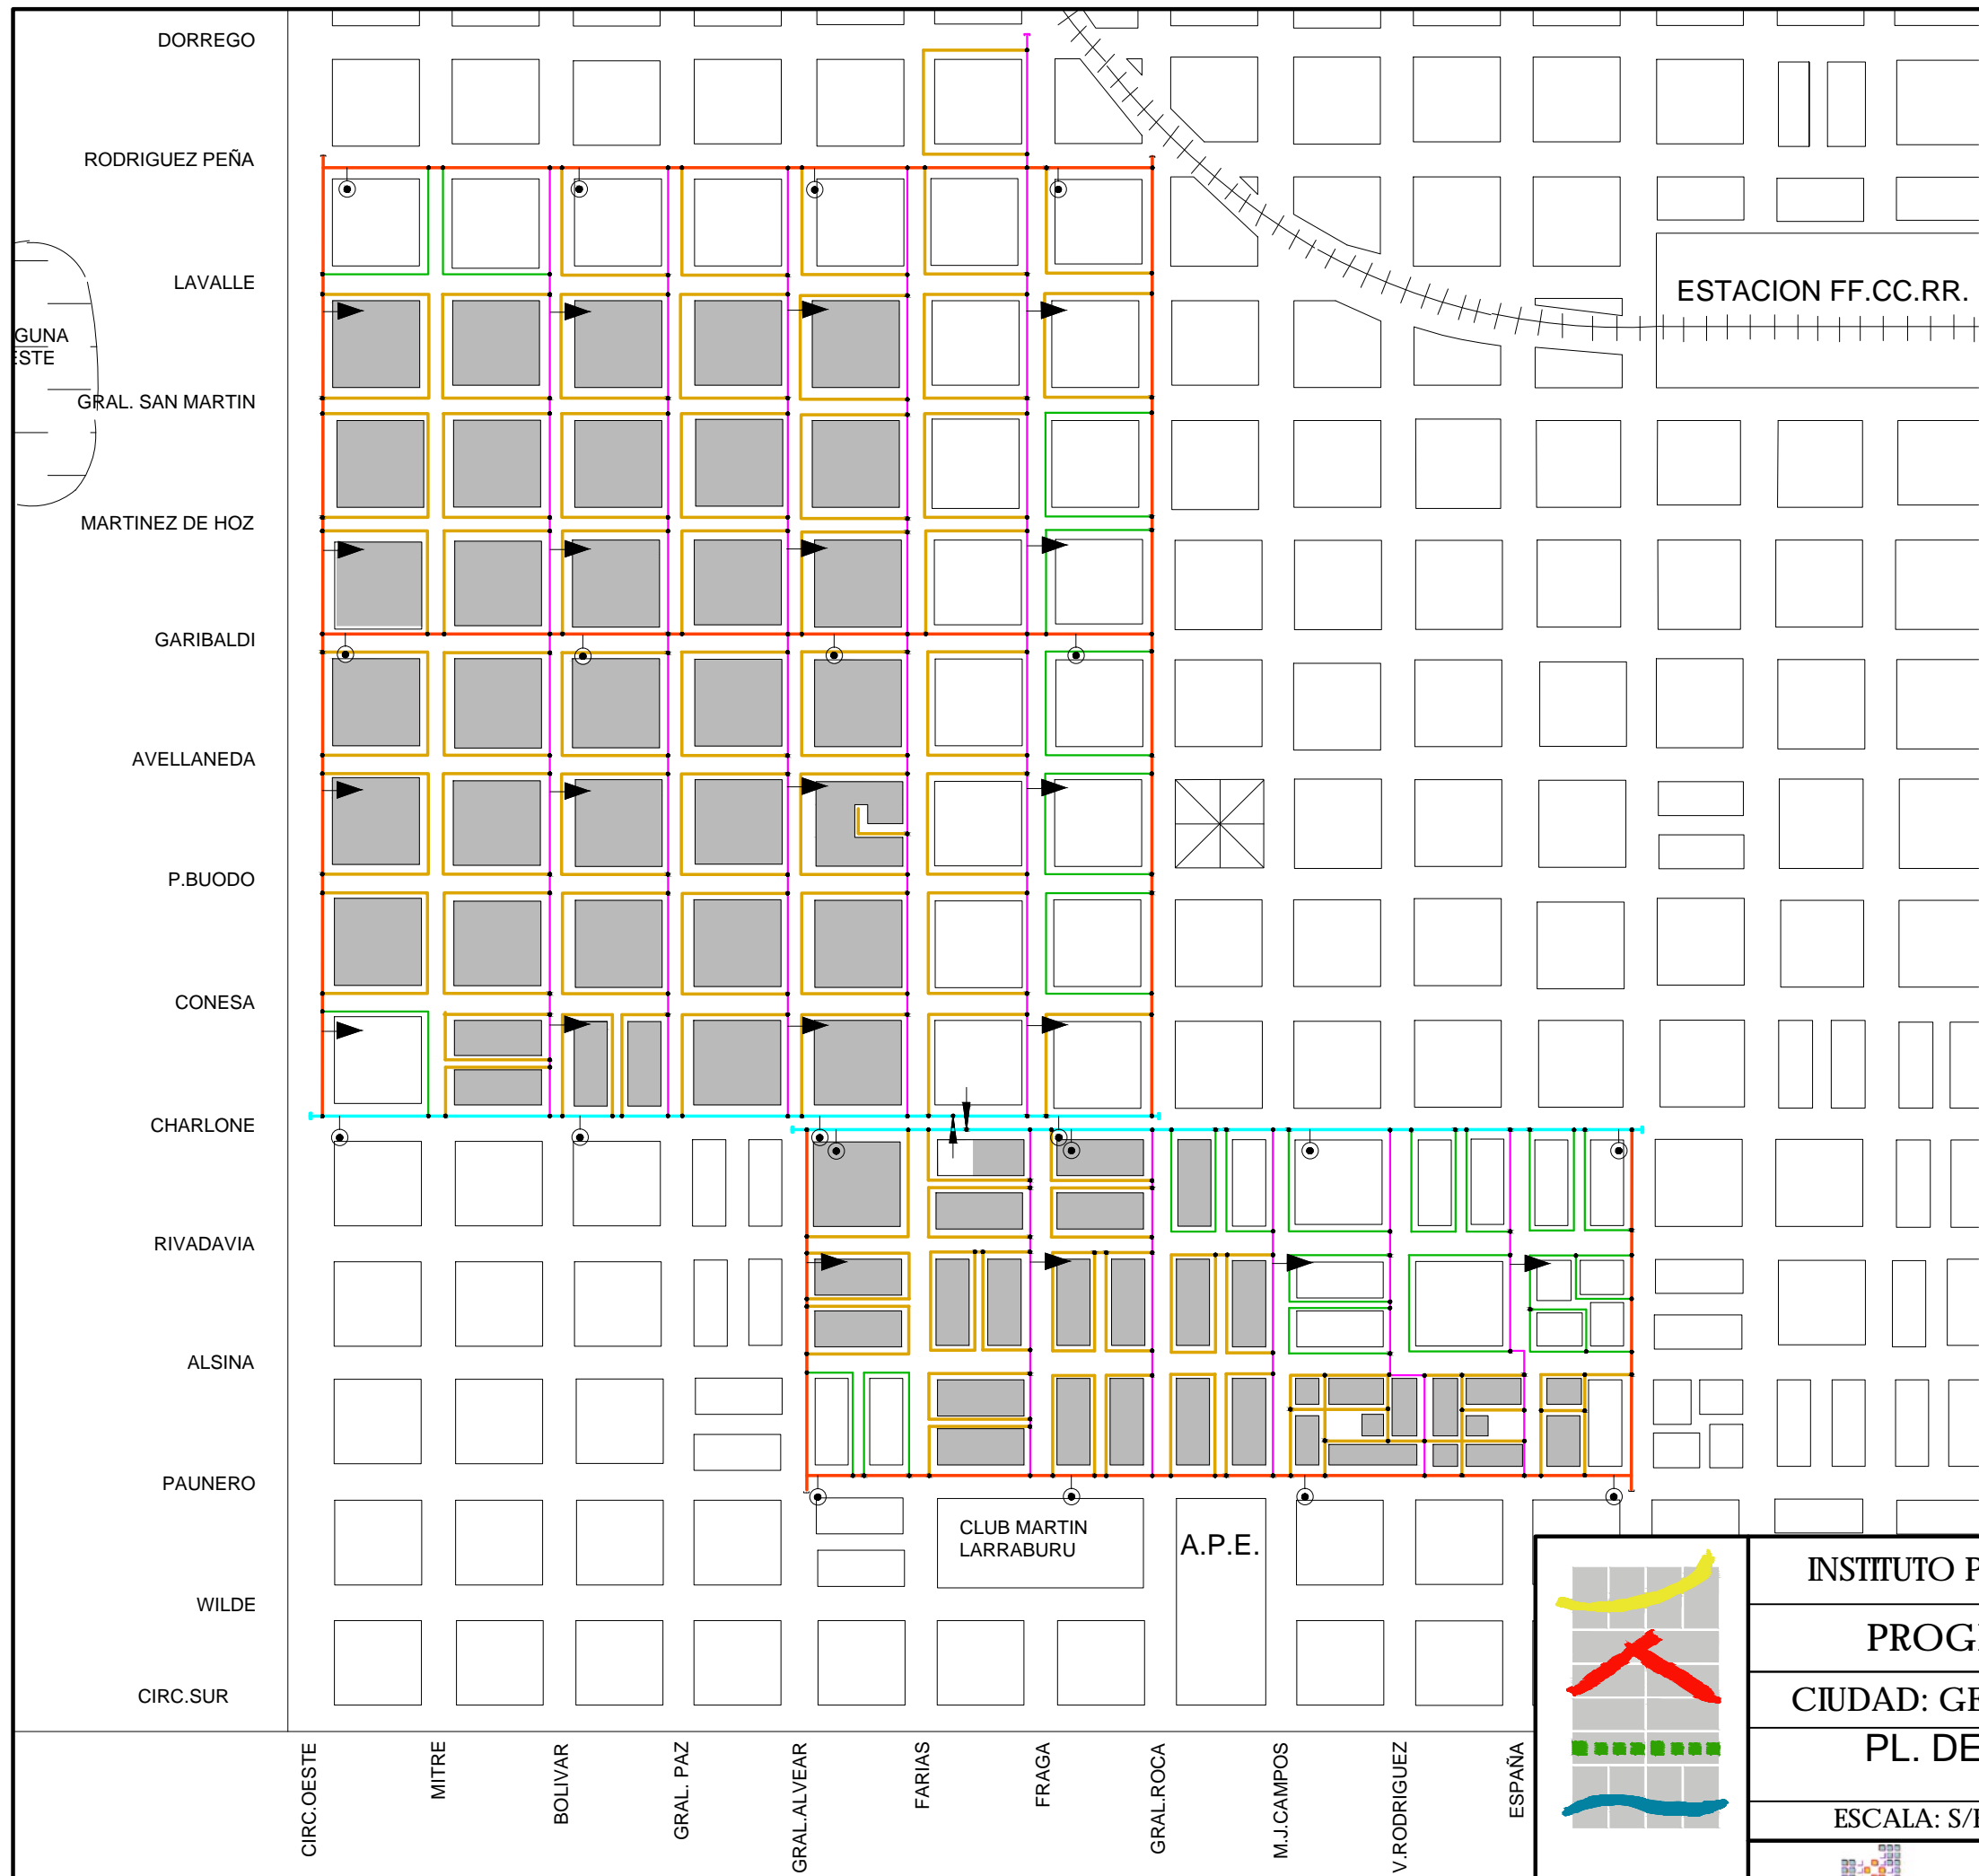 DORREGO
RODRIGUEZ PEÑA
LAVALLE
ESTACION FF.CC.RR.
GUNA
ESTE
GRAL. SAN MARTIN
MARTINEZ DE HOZ
GARIBALDI
AVELLANEDA
P.BUODO
CONESA
CHARLONE
RIVADAVIA
ALSINA
PAUNERO
CLUB MARTIN
LARRABURU
A.P.E.
WILDE
CIRC.SUR
CIRC.OESTE
MITRE
BOLIVAR
GRAL. PAZ
GRAL.ALVEAR
FARIAS
FRAGA
GRAL.ROCA
M.J.CAMPOS
V.RODRIGUEZ
ESPAÑA
INSTITUTO P
PROG
CIUDAD: GE
PL. DE
ESCALA: S/E